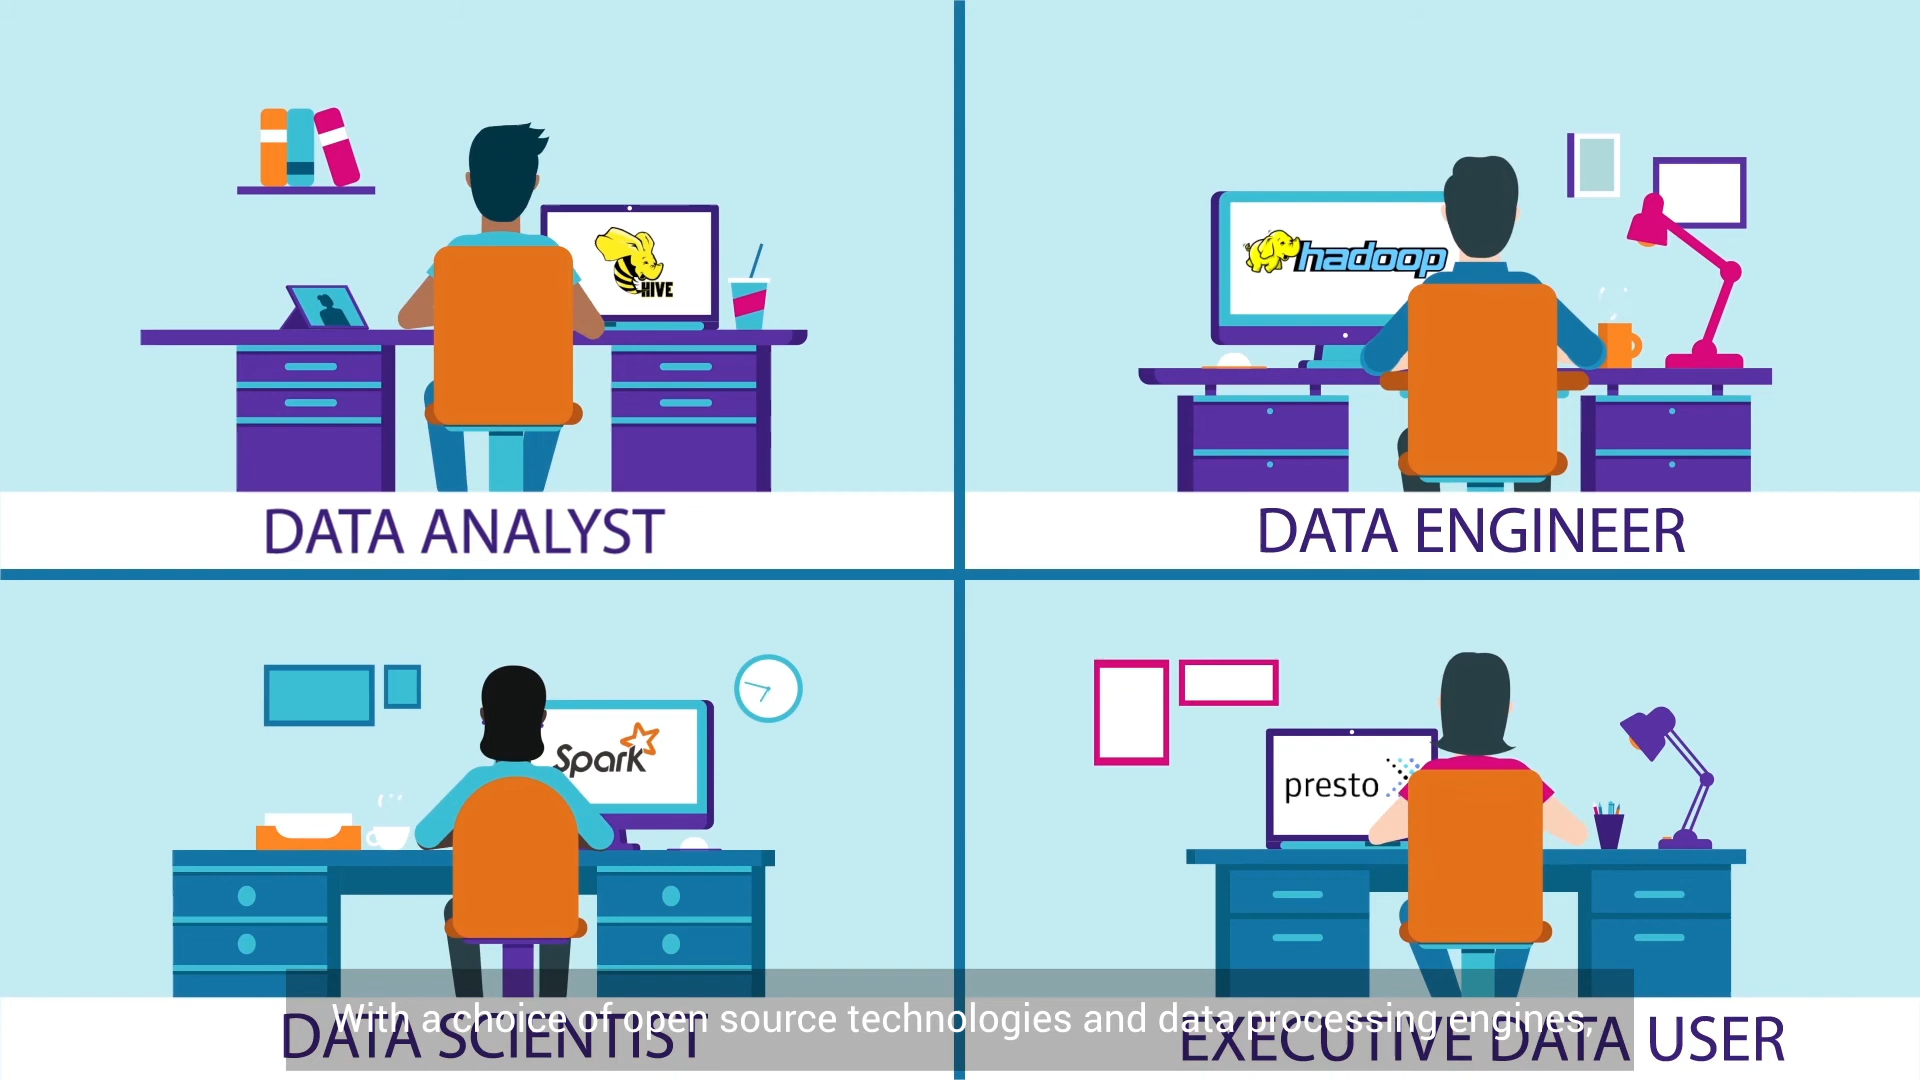 HIVE
hadoop
DATA ANALYST
DATA ENGINEER
Spark
presto
DATA SCIENTIST
EXECUTIVE DATA USER
With a choice of open source technologies and data processing engines,